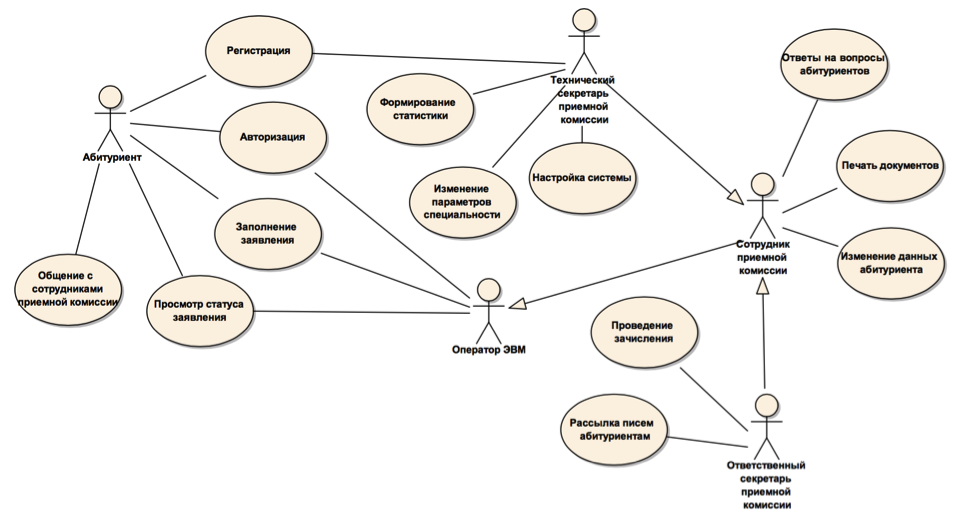 Регистрация
Ответы на вопросы
абитуриентов
Технический
секретарь
приемной
комиссии
Формирование
статистики
Авторизация
Абитуриент
Печать документов
Настройка системы
Изменение
параметров
специальности
Заполнение
заявления
Сотрудник
приемной
комиссии
Изменение данных
абитуриента
Общение с
сотрудниками
приемной комиссии
Просмотр статуса
заявления
Оператор ЭВМ
Проведение
зачисления
Рассылка писем
абитуриентам
Ответственный
секретарь
приемной
комиссии